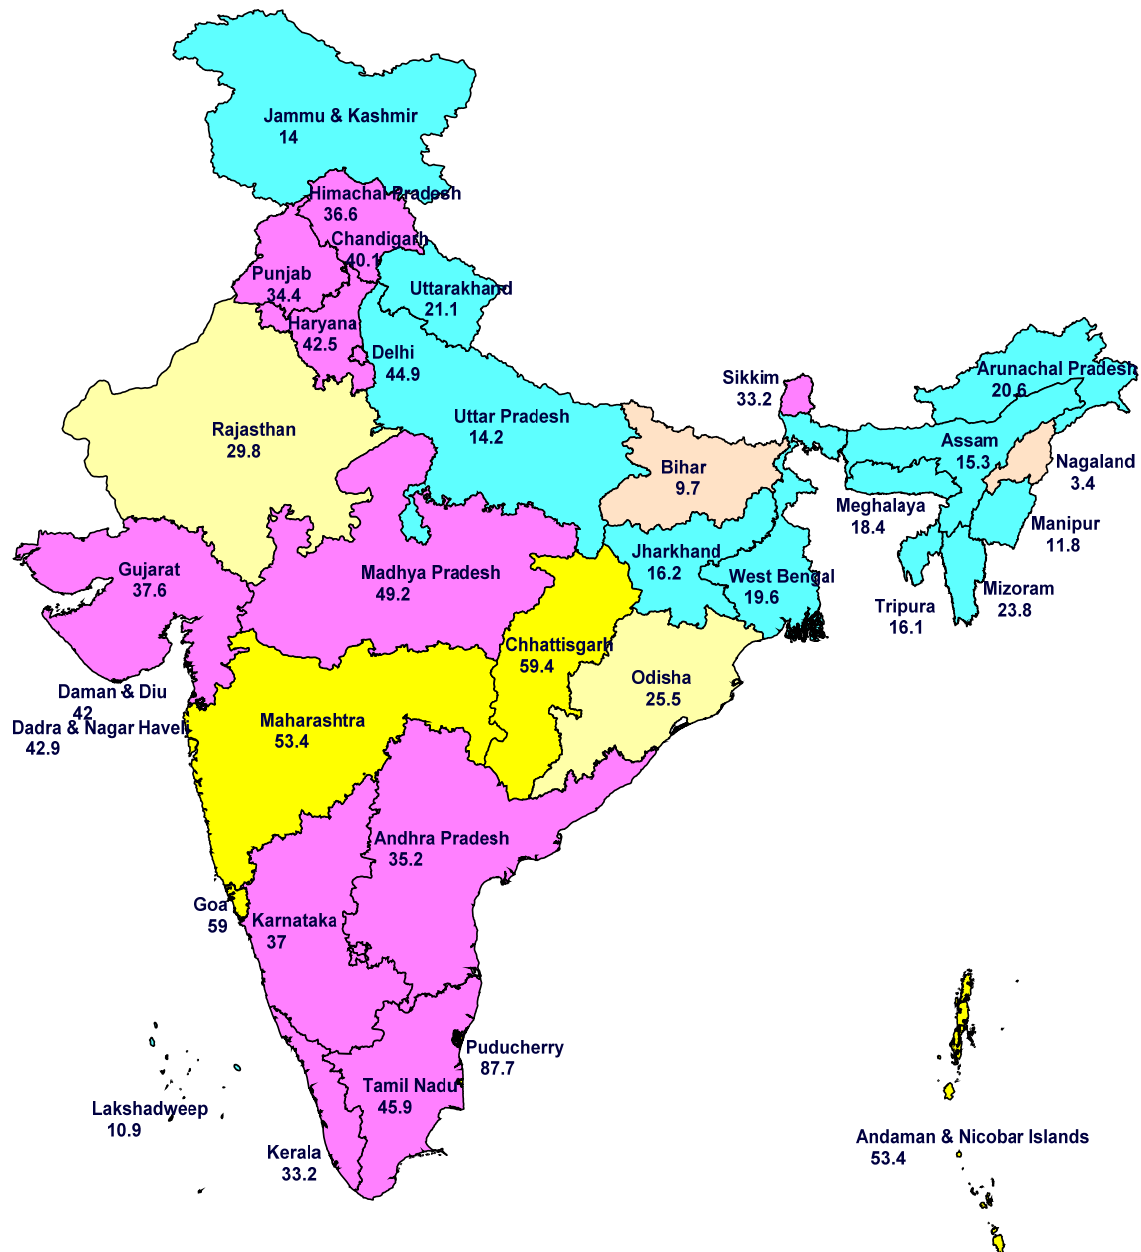 Jammu & Kashmir
14
Himachal Pradesh
36.6
Chandigarh
40.1
Punjab
34.4
Uttarakhand
21.1
Haryana
42.5
Delhi
44.9
Arunachal Pradesh
20.6
Sikkim
33.2
Uttar Pradesh
14.2
Rajasthan
29.8
Assam
15.3
Bihar
9.7
Nagaland
3.4
Meghalaya
18.4
Manipur
11.8
Jharkhand
16.2
Gujarat
37.6
Madhya Pradesh
49.2
West Bengal
19.6
Mizoram
23.8
Tripura
16.1
Chhattisgarh
59.4
Odisha
25.5
Daman & Diu
42
Dadra & Nagar Haveli
42.9
Maharashtra
53.4
Andhra Pradesh
35.2
Goa
59
Karnataka
37
Puducherry
87.7
Tamil Nadu
45.9
Lakshadweep
10.9
Kerala
33.2
Andaman & Nicobar Islands
53.4